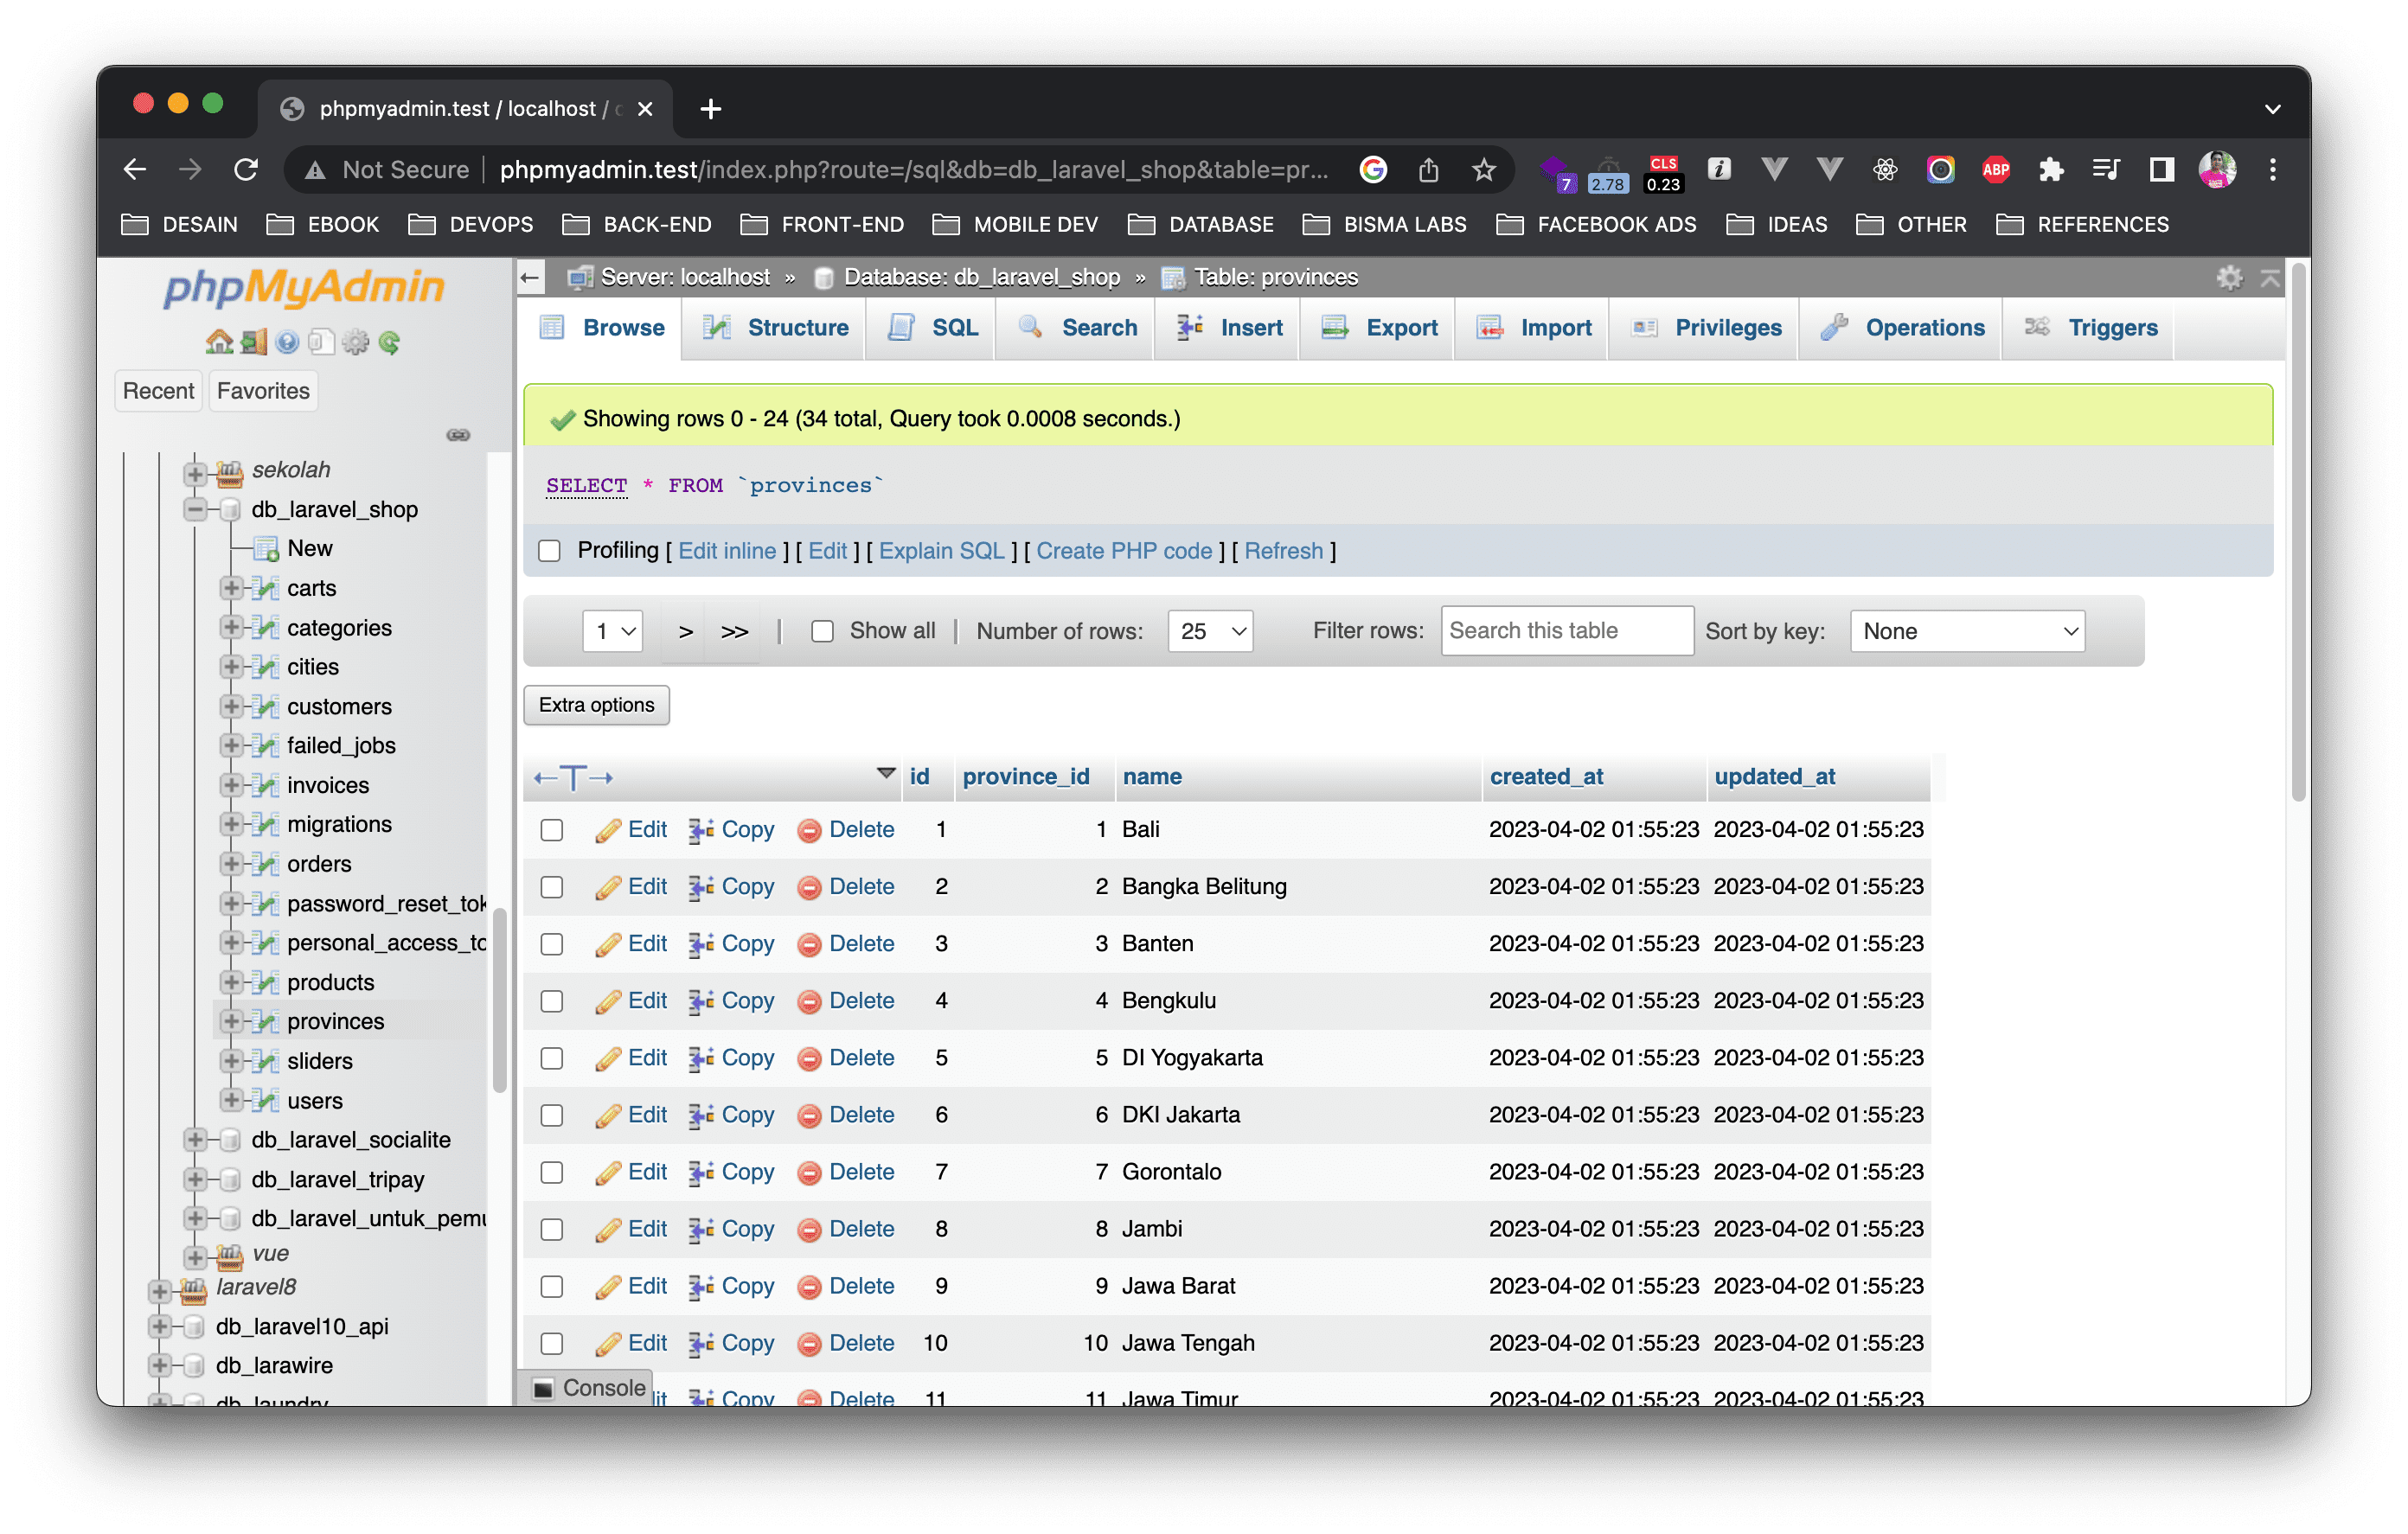 phpmyadmin.test / localhost /
Not Secure phpmyadmin.test/index.php?route=/sql&db=db_laravel_shop&table=pr...
7 2.78 CLS 0.23 ABP
DESAIN EBOOK DEVOPS BACK-END FRONT-END MOBILE DEV DATABASE BISMA LABS FACEBOOK ADS IDEAS OTHER REFERENCES
phpMyAdmin
Recent Favorites
sekolah
db_laravel_shop
New
carts
categories
cities
customers
failed_jobs
invoices
migrations
orders
password_reset_tok
personal_access_to
products
provinces
sliders
users
db_laravel_socialite
db_laravel_tripay
db_laravel_untuk_pemu
vue
laravel8
db_laravel10_api
db_larawire
db_laundry
Server: localhost » Database: db_laravel_shop » Table: provinces
Browse Structure SQL Search Insert Export Import Privileges Operations Triggers
Showing rows 0 - 24 (34 total, Query took 0.0008 seconds.)
SELECT * FROM `provinces`
Profiling [ Edit inline ] [ Edit ] [ Explain SQL ] [ Create PHP code ] [ Refresh ]
1 > >> | Show all | Number of rows: 25 Filter rows: Search this table Sort by key: None
Extra options
←T→ id province_id name created_at updated_at
Edit Copy Delete 1 1 Bali 2023-04-02 01:55:23 2023-04-02 01:55:23
Edit Copy Delete 2 2 Bangka Belitung 2023-04-02 01:55:23 2023-04-02 01:55:23
Edit Copy Delete 3 3 Banten 2023-04-02 01:55:23 2023-04-02 01:55:23
Edit Copy Delete 4 4 Bengkulu 2023-04-02 01:55:23 2023-04-02 01:55:23
Edit Copy Delete 5 5 DI Yogyakarta 2023-04-02 01:55:23 2023-04-02 01:55:23
Edit Copy Delete 6 6 DKI Jakarta 2023-04-02 01:55:23 2023-04-02 01:55:23
Edit Copy Delete 7 7 Gorontalo 2023-04-02 01:55:23 2023-04-02 01:55:23
Edit Copy Delete 8 8 Jambi 2023-04-02 01:55:23 2023-04-02 01:55:23
Edit Copy Delete 9 9 Jawa Barat 2023-04-02 01:55:23 2023-04-02 01:55:23
Edit Copy Delete 10 10 Jawa Tengah 2023-04-02 01:55:23 2023-04-02 01:55:23
Console it Copy Delete 11 11 Jawa Timur 2023-04-02 01:55:23 2023-04-02 01:55:23